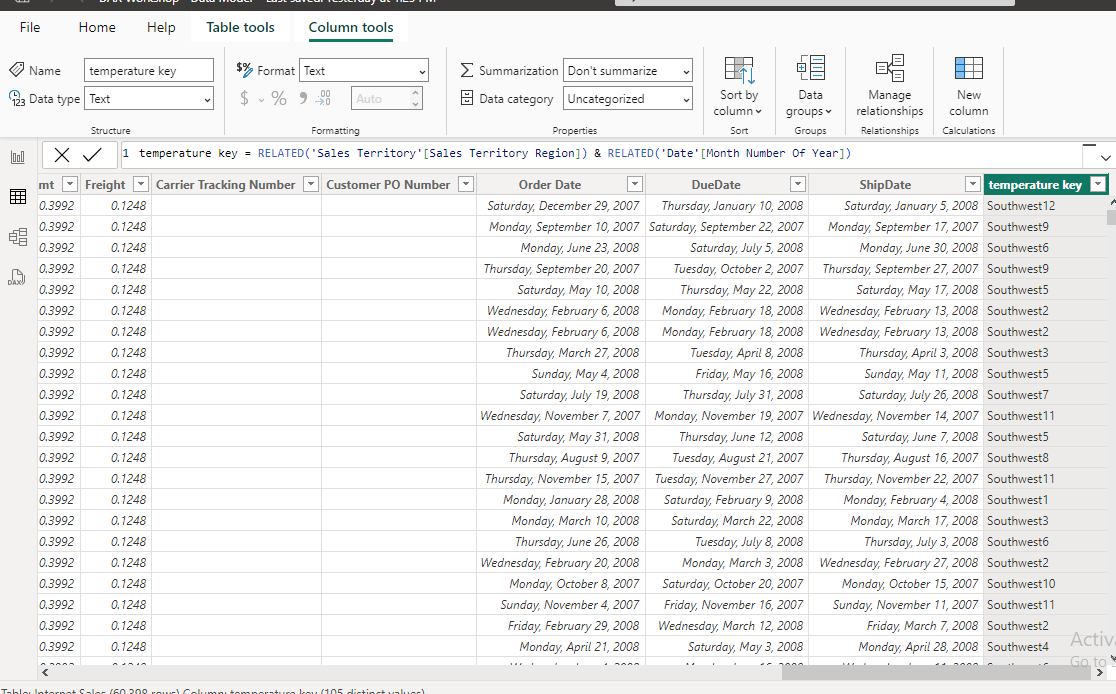 DAX Workshop - Data Model • Last saved: Yesterday at 1:25 PM
File Home Help Table tools Column tools
Name temperature key
Data type Text
Structure
$% Format Text
$ % 9 .00 Auto
Formatting
Summarization Don't summarize
Data category Uncategorized
Properties
Sort by
column
Sort
Data
groups
Groups
Manage
relationships
Relationships
New
column
Calculations
1 temperature key = RELATED('Sales Territory'[Sales Territory Region]) & RELATED('Date'[Month Number Of Year])
mt Freight Carrier Tracking Number Customer PO Number Order Date DueDate ShipDate temperature key
0.3992 0.1248 Saturday, December 29, 2007 Thursday, January 10, 2008 Saturday, January 5, 2008 Southwest12
0.3992 0.1248 Monday, September 10, 2007 Saturday, September 22, 2007 Monday, September 17, 2007 Southwest9
0.3992 0.1248 Monday, June 23, 2008 Saturday, July 5, 2008 Monday, June 30, 2008 Southwest6
0.3992 0.1248 Thursday, September 20, 2007 Tuesday, October 2, 2007 Thursday, September 27, 2007 Southwest9
0.3992 0.1248 Saturday, May 10, 2008 Thursday, May 22, 2008 Saturday, May 17, 2008 Southwest5
0.3992 0.1248 Wednesday, February 6, 2008 Monday, February 18, 2008 Wednesday, February 13, 2008 Southwest2
0.3992 0.1248 Wednesday, February 6, 2008 Monday, February 18, 2008 Wednesday, February 13, 2008 Southwest2
0.3992 0.1248 Thursday, March 27, 2008 Tuesday, April 8, 2008 Thursday, April 3, 2008 Southwest3
0.3992 0.1248 Sunday, May 4, 2008 Friday, May 16, 2008 Sunday, May 11, 2008 Southwest5
0.3992 0.1248 Saturday, July 19, 2008 Thursday, July 31, 2008 Saturday, July 26, 2008 Southwest7
0.3992 0.1248 Wednesday, November 7, 2007 Monday, November 19, 2007 Wednesday, November 14, 2007 Southwest11
0.3992 0.1248 Saturday, May 31, 2008 Thursday, June 12, 2008 Saturday, June 7, 2008 Southwest5
0.3992 0.1248 Thursday, August 9, 2007 Tuesday, August 21, 2007 Thursday, August 16, 2007 Southwest8
0.3992 0.1248 Thursday, November 15, 2007 Tuesday, November 27, 2007 Thursday, November 22, 2007 Southwest11
0.3992 0.1248 Monday, January 28, 2008 Saturday, February 9, 2008 Monday, February 4, 2008 Southwest1
0.3992 0.1248 Monday, March 10, 2008 Saturday, March 22, 2008 Monday, March 17, 2008 Southwest3
0.3992 0.1248 Thursday, June 26, 2008 Tuesday, July 8, 2008 Thursday, July 3, 2008 Southwest6
0.3992 0.1248 Wednesday, February 20, 2008 Monday, March 3, 2008 Wednesday, February 27, 2008 Southwest2
0.3992 0.1248 Monday, October 8, 2007 Saturday, October 20, 2007 Monday, October 15, 2007 Southwest10
0.3992 0.1248 Sunday, November 4, 2007 Friday, November 16, 2007 Sunday, November 11, 2007 Southwest11
0.3992 0.1248 Friday, February 29, 2008 Wednesday, March 12, 2008 Friday, March 7, 2008 Southwest2
0.3992 0.1248 Monday, April 21, 2008 Saturday, May 3, 2008 Monday, April 28, 2008 Southwest4
Activ
Go to
Table: Internet Sales (60,398 rows) Column: temperature key (105 distinct values)